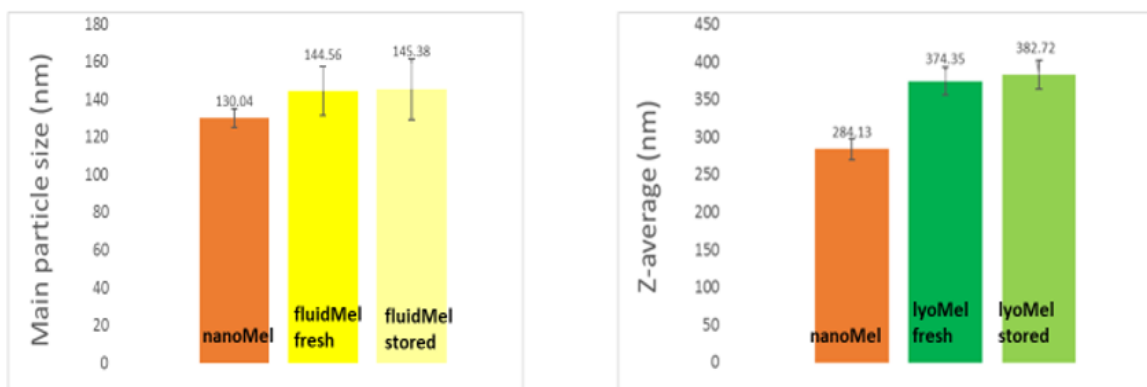 Main particle size (nm)
180
160
140
120
100
80
60
40
20
0
130.04
144.56
145.38
nanoMel
fluidMel
fresh
fluidMel
stored
Z-average (nm)
450
400
350
300
250
200
150
100
50
0
284.13
374.35
382.72
nanoMel
lyoMel
fresh
lyoMel
stored